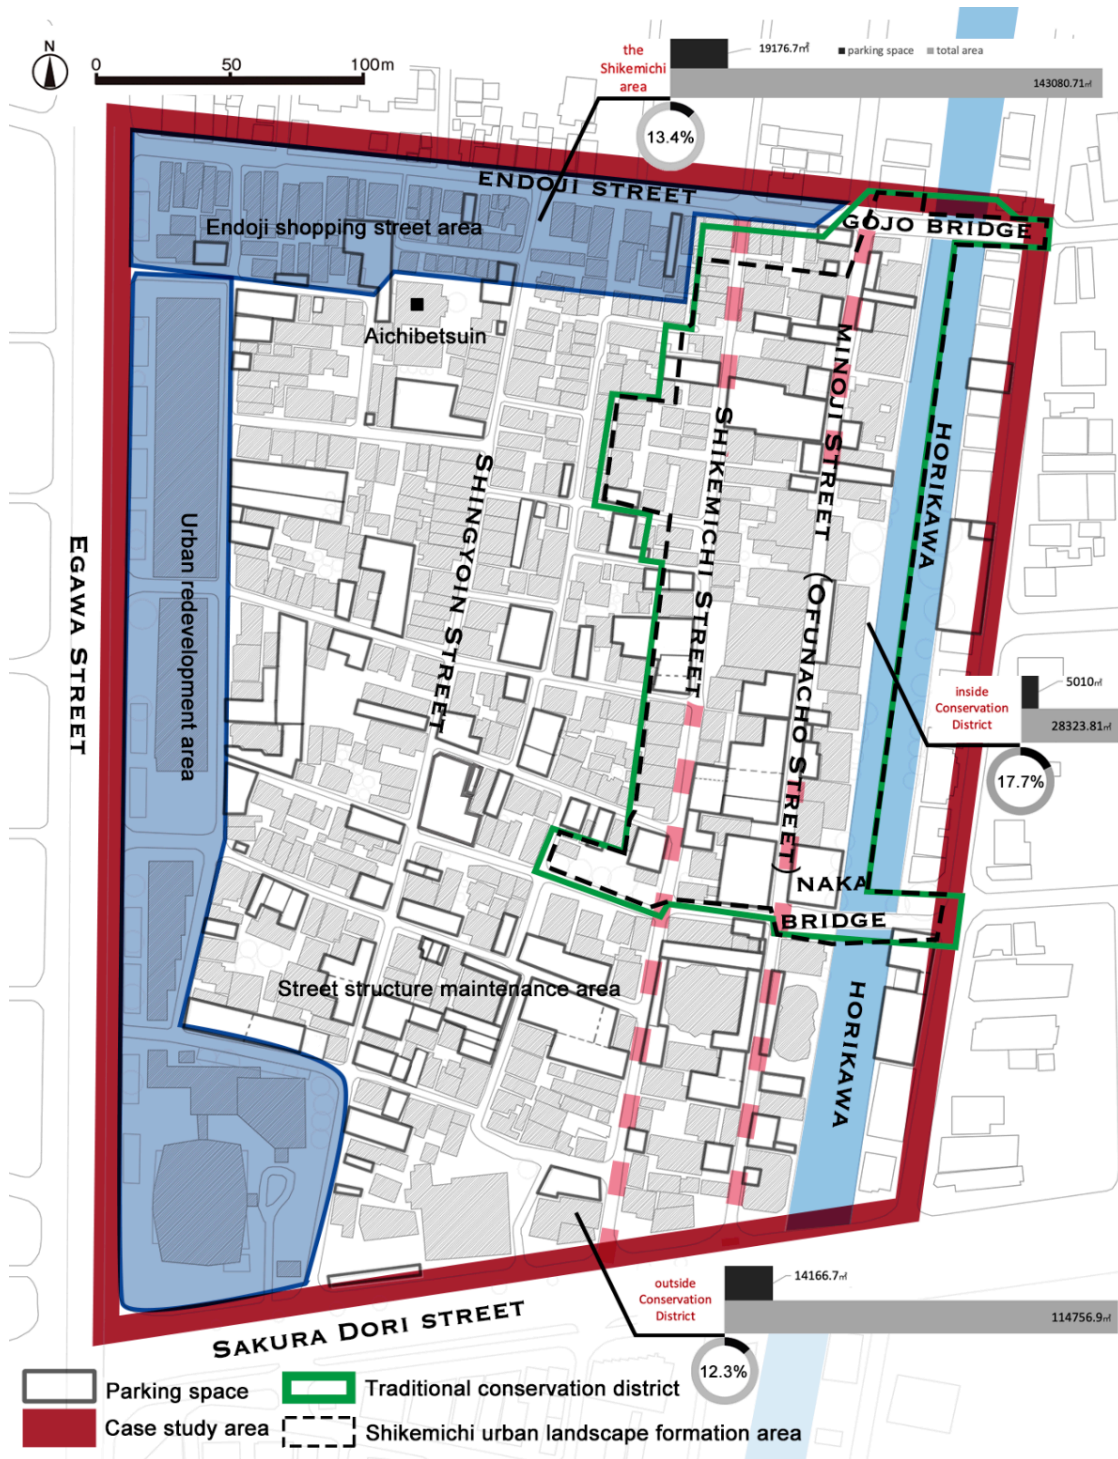 N
0 50 100m
the
Shikemichi
area
19176.7㎡
■ parking space ■ total area
143080.71㎡
13.4%
ENDOJI STREET
Endoji shopping street area
GOJO BRIDGE
Aichibetsuin
MINOJI STREET
(OFUNACHO STREET)
SHIKEMICHI STREET
SHINGYOIN STREET
HORIKAWA
Urban redevelopment area
EGAWA STREET
inside
Conservation
District
5010㎡
28323.81㎡
17.7%
NAKA
BRIDGE
Street structure maintenance area
HORIKAWA
outside
Conservation
District
14166.7㎡
114756.9㎡
12.3%
SAKURA DORI STREET
Parking space
Traditional conservation district
Case study area
Shikemichi urban landscape formation area